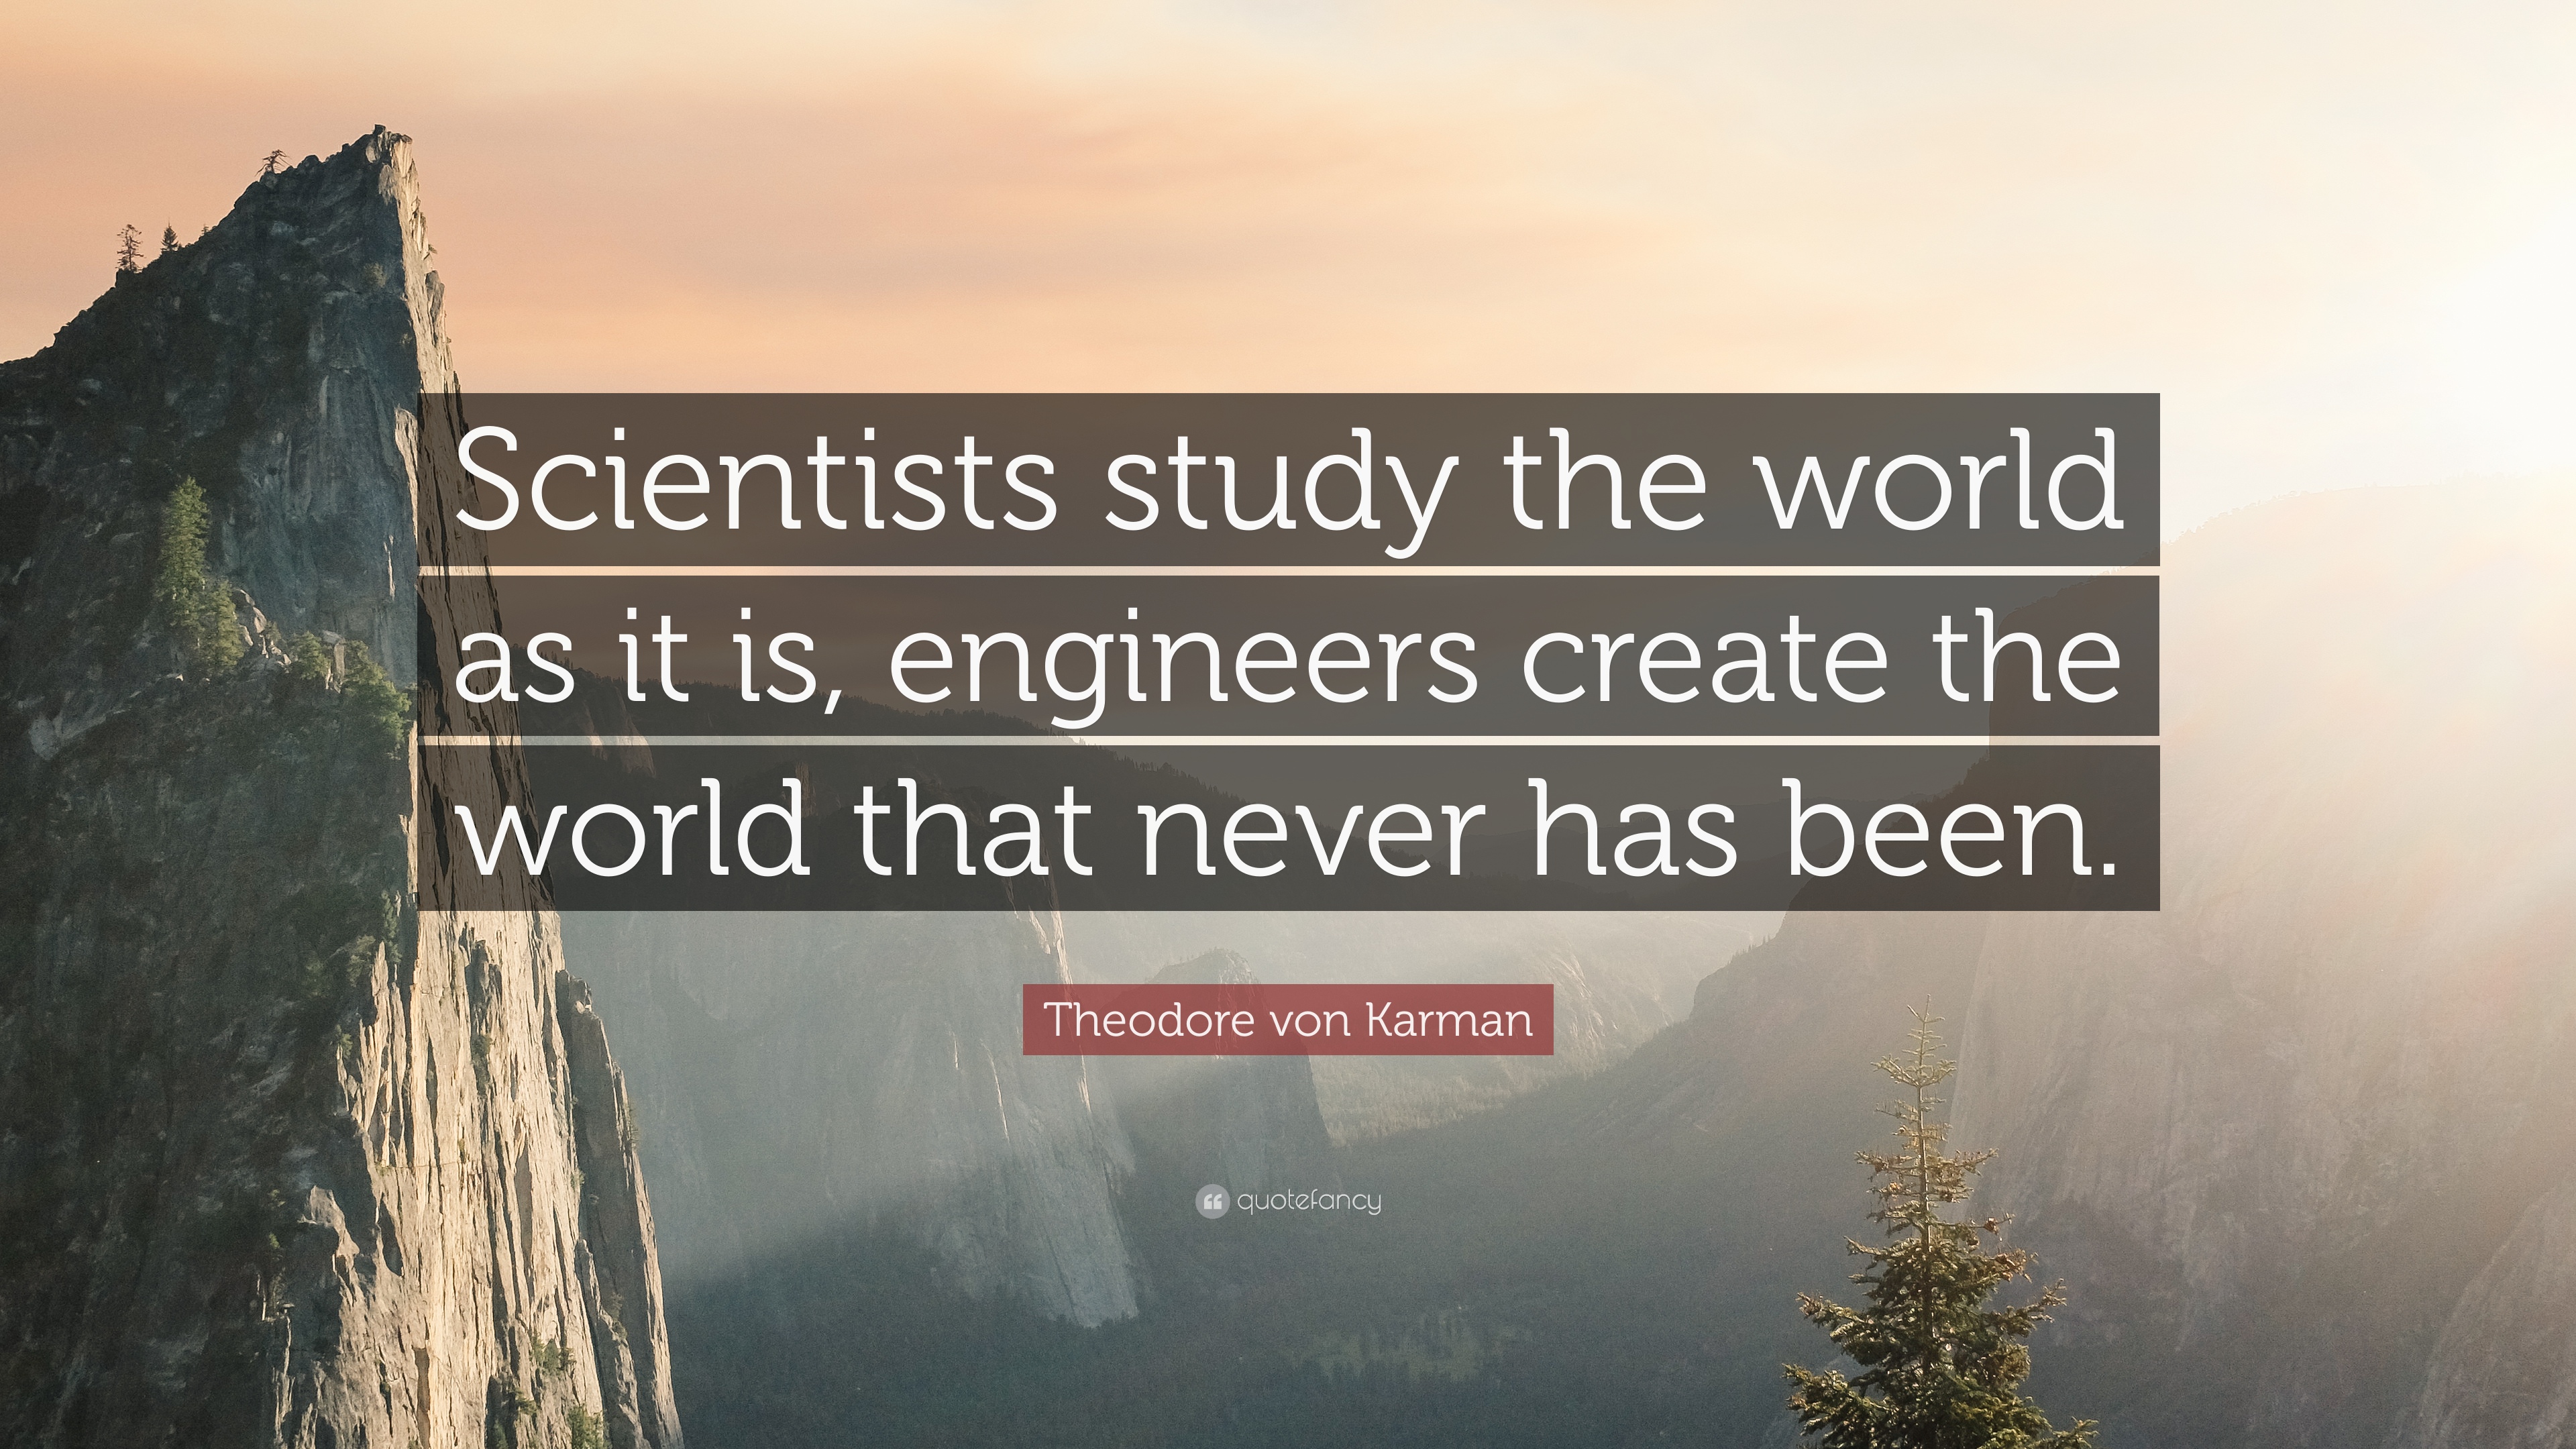 Scientists study the world
as it is, engineers create the
world that never has been.
Theodore von Karman
quotefancy